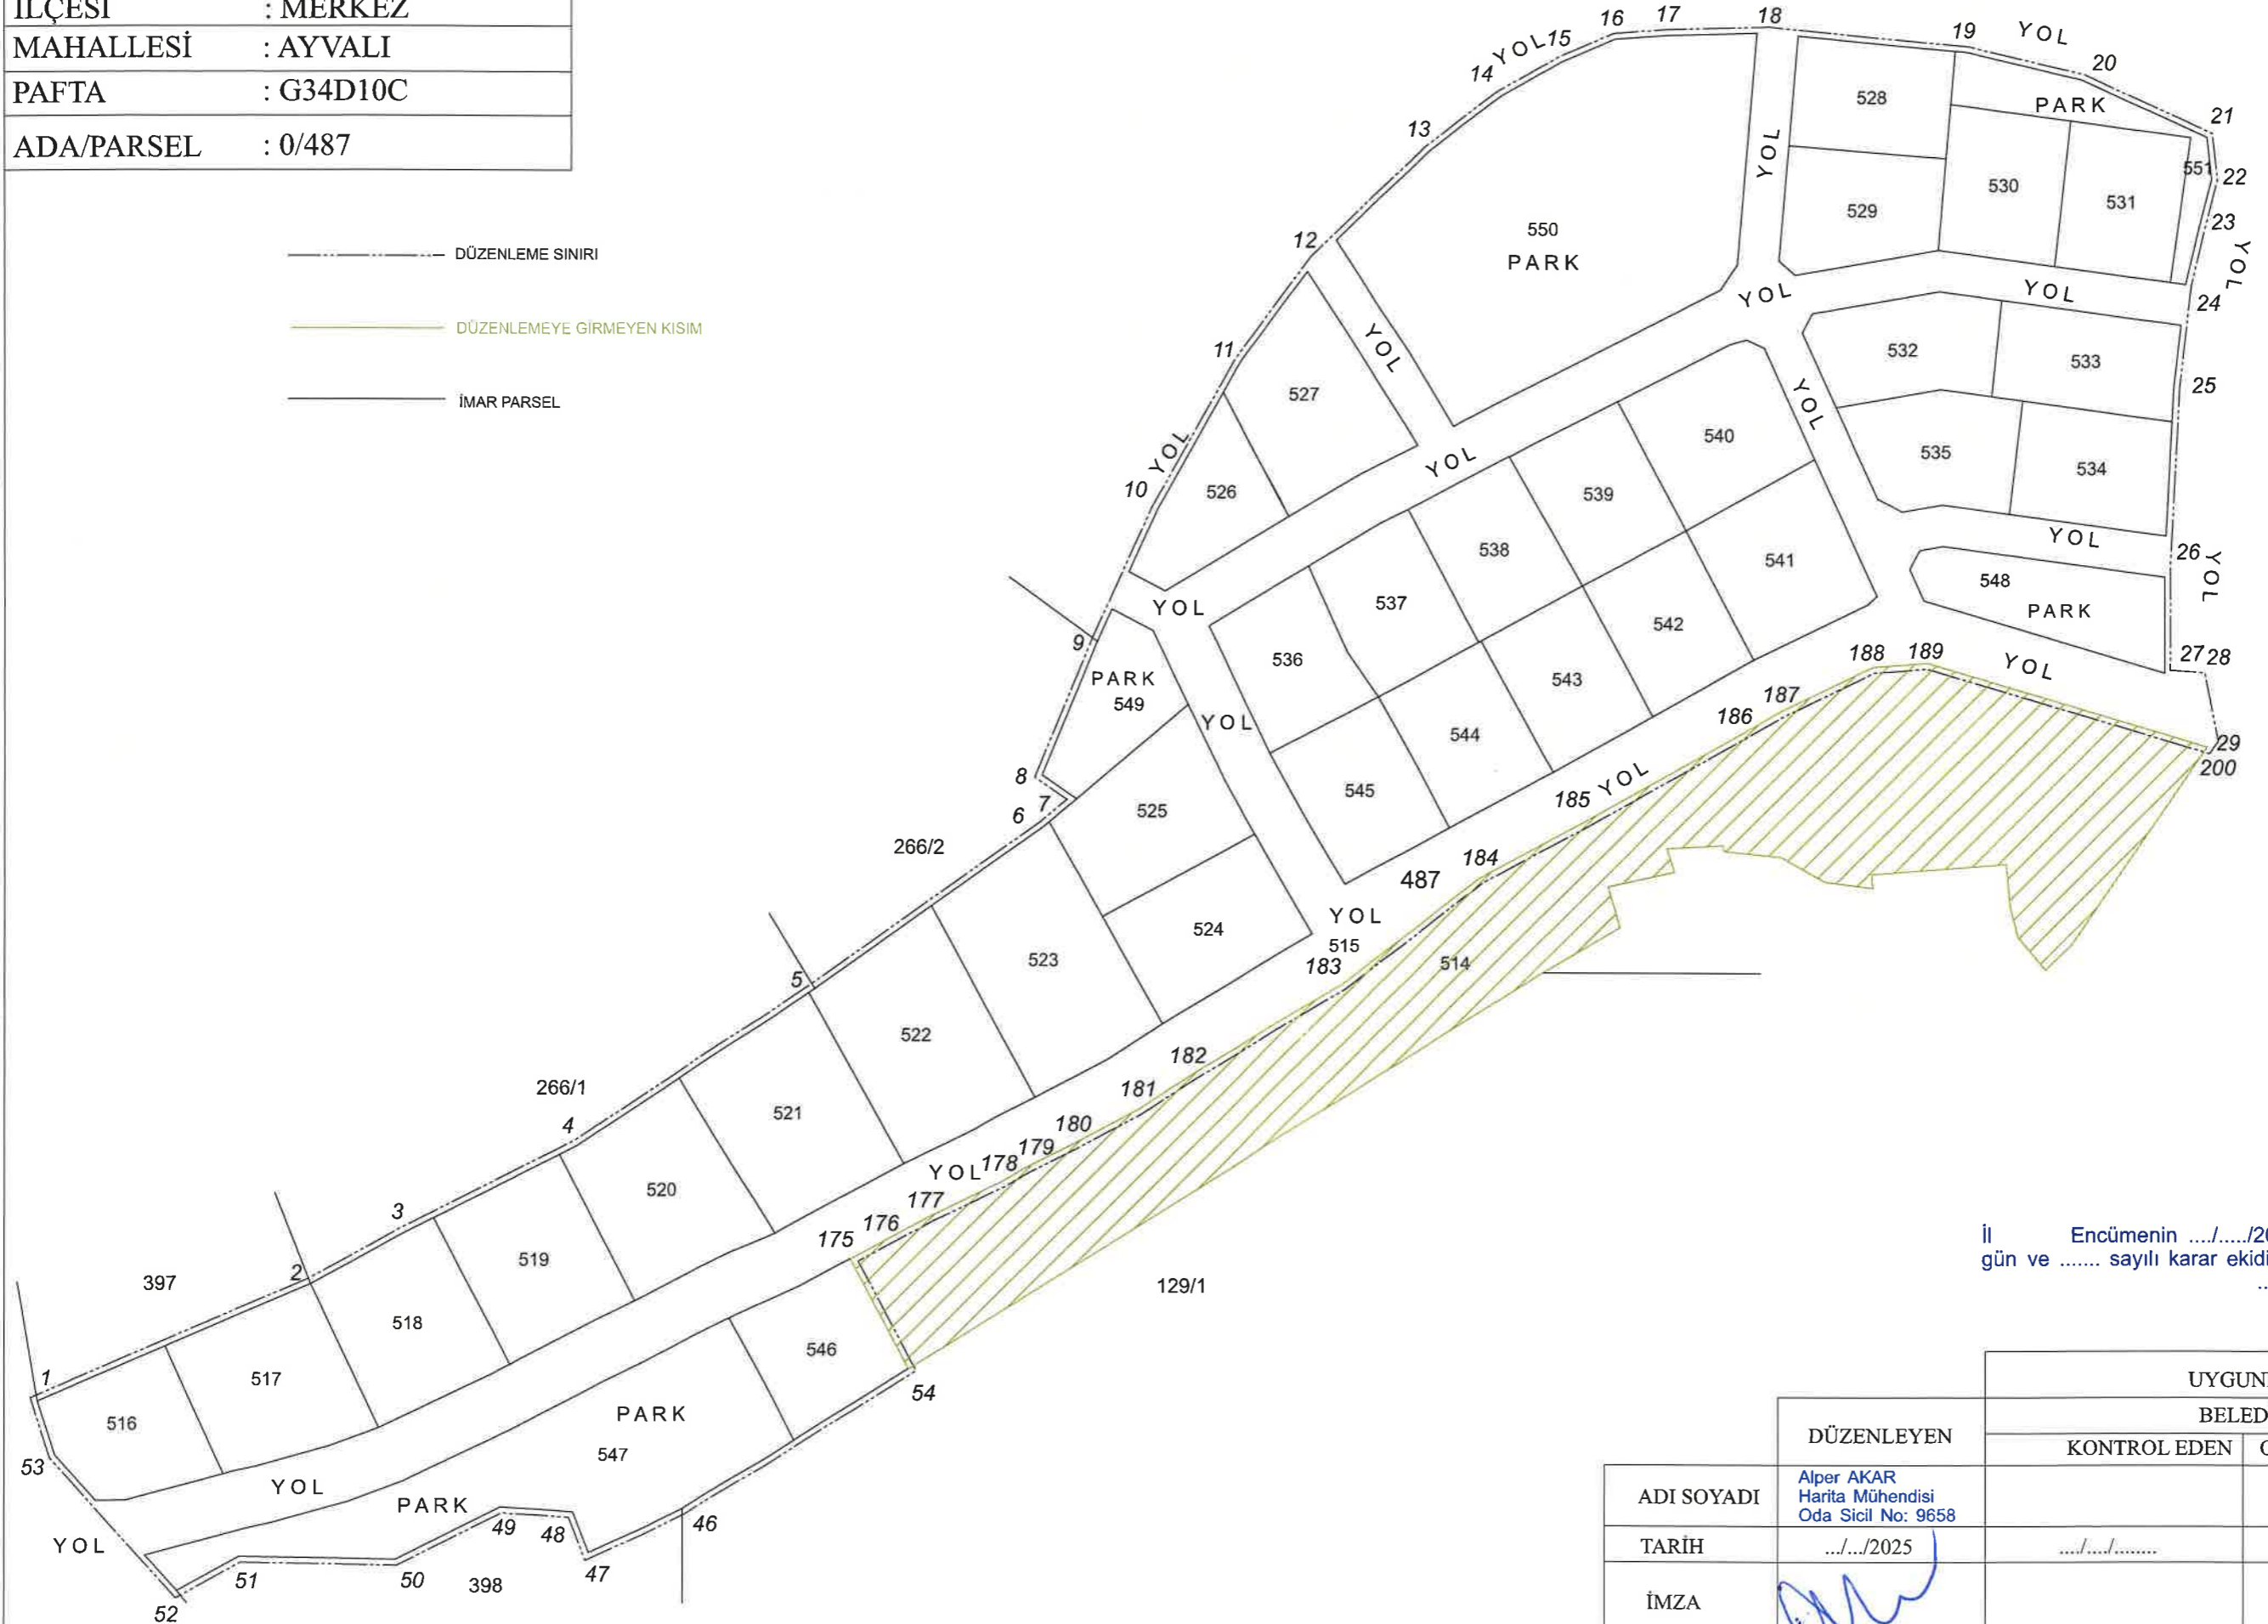 İLÇESİ : MERKEZ
MAHALLESİ : AYVALI
PAFTA : G34D10C
ADA/PARSEL : 0/487
DÜZENLEME SINIRI
DÜZENLEMEYE GİRMEYEN KISIM
İMAR PARSEL
16 17 18
YOL 15
19 YOL
14
20
528
PARK
21
13
YOL
551
22
530
531
529
23
12
550
PARK
YOL
YOL
YOL
24
YOL
11
532
533
25
527
YOL
540
10
YOL
YOL
526
539
535
534
538
YOL
26
YOL
541
548
PARK
537
YOL
9
542
536
188 189
YOL
27 28
PARK
549
543
187
186
YOL
544
29
200
8
7
6
525
545
185
YOL
266/2
184
487
524
YOL
515
183
523
514
5
522
182
266/1
181
521
4
180
179
YOL 178
520
177
176
175
3
519
2
397
129/1
518
546
1
517
54
516
PARK
547
53
YOL
PARK
49
48
46
YOL
47
51
50
398
52
İl Encümenin ..../...../20
gün ve ....... sayılı karar ekidi
UYGUN
BELED
DÜZENLEYEN
KONTROL EDEN
ADI SOYADI
Alper AKAR
Harita Mühendisi
Oda Sicil No: 9658
TARİH
.../.../2025
..../..../........
İMZA